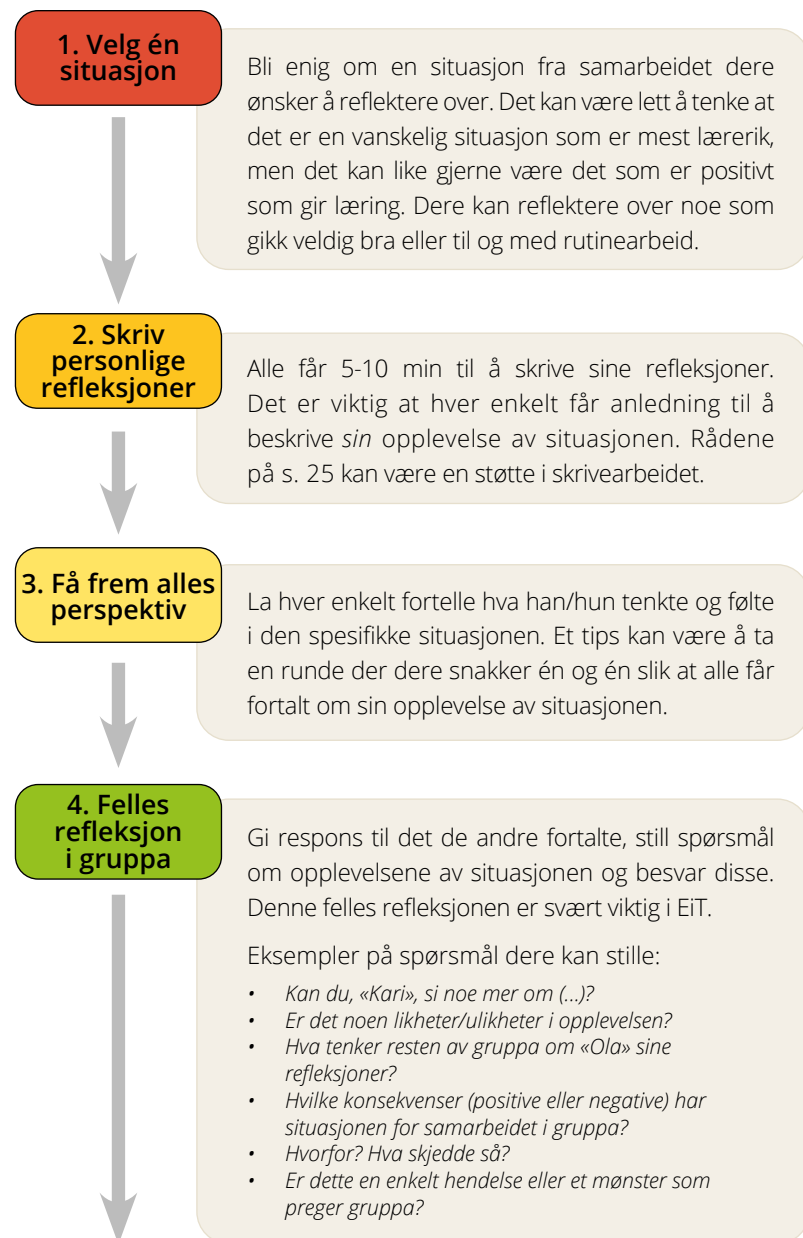 1. Velg én
situasjon
Bli enig om en situasjon fra samarbeidet dere
ønsker å reflektere over. Det kan være lett å tenke at
det er en vanskelig situasjon som er mest lærerik,
men det kan like gjerne være det som er positivt
som gir læring. Dere kan reflektere over noe som
gikk veldig bra eller til og med rutinearbeid.
2. Skriv
personlige
refleksjoner
Alle får 5-10 min til å skrive sine refleksjoner.
Det er viktig at hver enkelt får anledning til å
beskrive sin opplevelse av situasjonen. Rådene
på s. 25 kan være en støtte i skrivearbeidet.
3. Få frem alles
perspektiv
La hver enkelt fortelle hva han/hun tenkte og følte
i den spesifikke situasjonen. Et tips kan være å ta
en runde der dere snakker én og én slik at alle får
fortalt om sin opplevelse av situasjonen.
4. Felles
refleksjon
i gruppa
Gi respons til det de andre fortalte, still spørsmål
om opplevelsene av situasjonen og besvar disse.
Denne felles refleksjonen er svært viktig i EiT.
Eksempler på spørsmål dere kan stille:
• Kan du, «Kari», si noe mer om (...)?
• Er det noen likheter/ulikheter i opplevelsen?
• Hva tenker resten av gruppa om «Ola» sine
refleksjoner?
• Hvilke konsekvenser (positive eller negative) har
situasjonen for samarbeidet i gruppa?
• Hvorfor? Hva skjedde så?
• Er dette en enkelt hendelse eller et mønster som
preger gruppa?